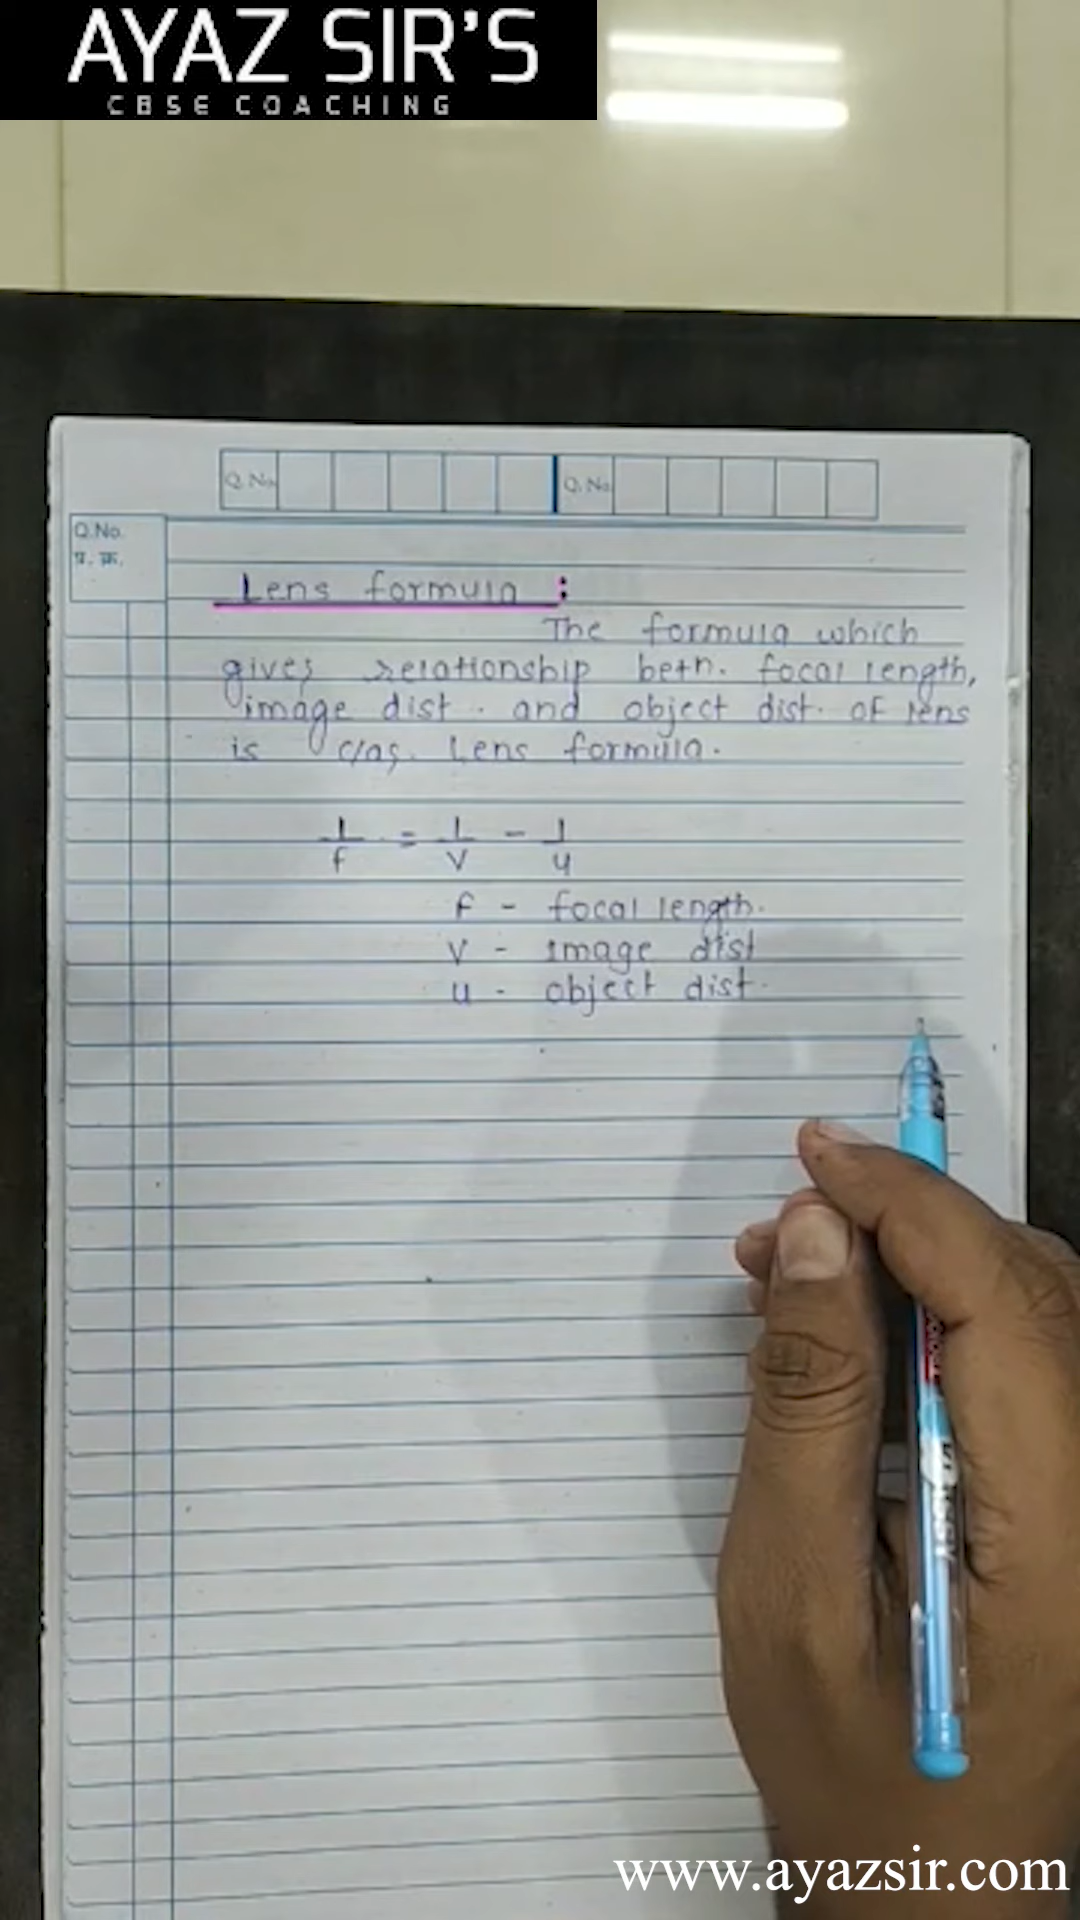 AYAZ SIR'S
CBSE COACHING
Q.No. Q.No.
Q.No.
प्र. क्र.
Lens formula :
The formula which
gives relationship betn. focal length,
image dist. and object dist. of lens
is c/as. Lens formula.
1/f = 1/v - 1/u
f - focal length.
v - image dist
u - object dist.
www.ayazsir.com